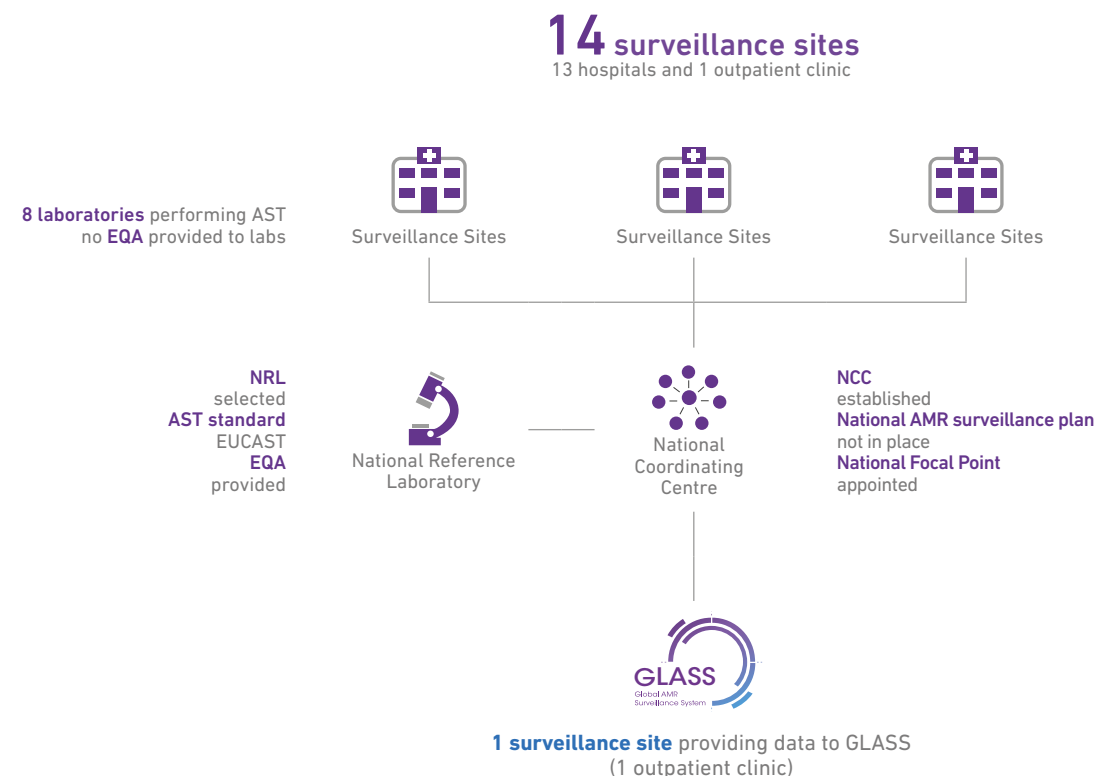 14 surveillance sites
13 hospitals and 1 outpatient clinic
8 laboratories performing AST
no EQA provided to labs
Surveillance Sites
Surveillance Sites
Surveillance Sites
NRL
selected
AST standard
EUCAST
EQA
provided
National Reference
Laboratory
National
Coordinating
Centre
NCC
established
National AMR surveillance plan
not in place
National Focal Point
appointed
GLASS
Global AMR
Surveillance System
1 surveillance site providing data to GLASS
(1 outpatient clinic)